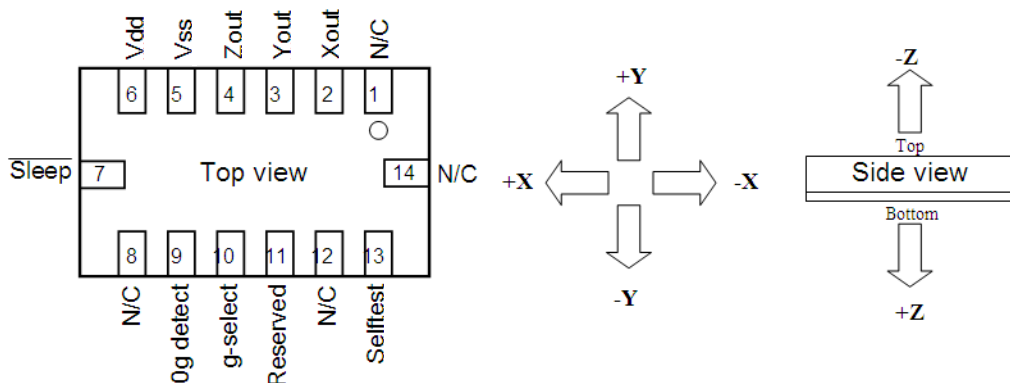 Vdd
Vss
Zout
Yout
Xout
N/C
6
5
4
3
2
1
Sleep
7
Top view
14
N/C
8
9
10
11
12
13
N/C
0g detect
g-select
Reserved
N/C
Selftest
+Y
+X
-X
-Y
-Z
Top
Side view
Bottom
+Z